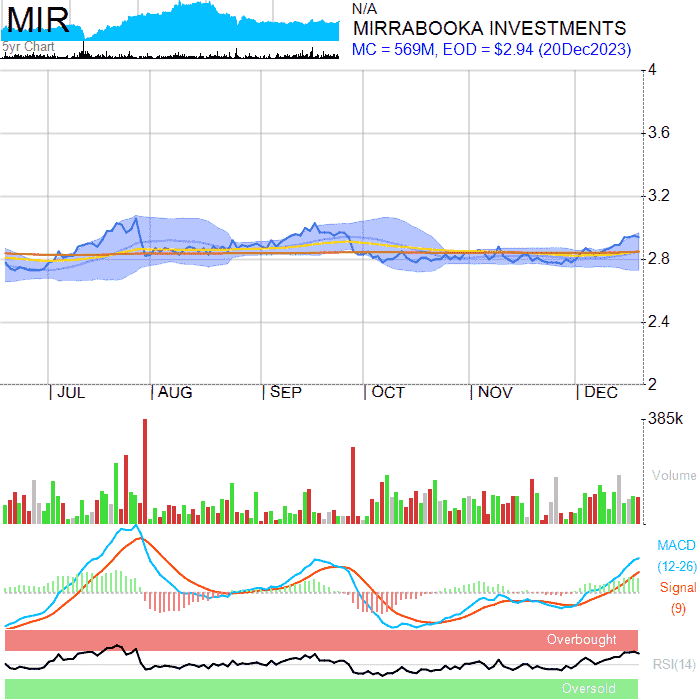 MIR
5yr Chart
N/A
MIRRABOOKA INVESTMENTS
MC = 569M, EOD = $2.94 (20Dec2023)
4
3.6
3.2
2.8
2.4
2
JUL
AUG
SEP
OCT
NOV
DEC
385k
Volume
MACD
(12-26)
Signal
(9)
Overbought
RSI(14)
Oversold